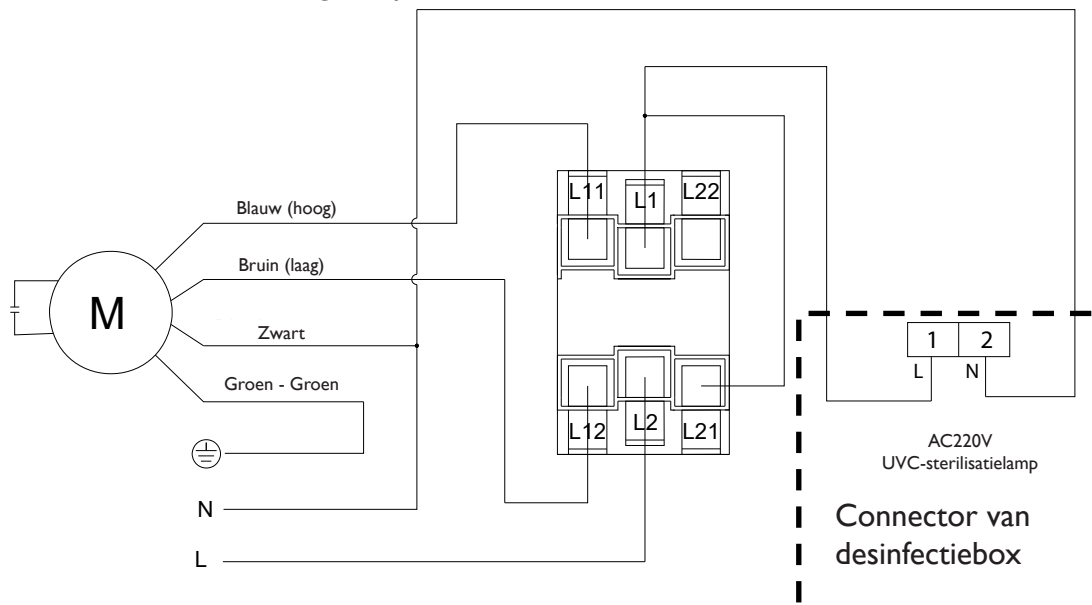 L11
L1
L22
Blauw (hoog)
Bruin (laag)
M
Zwart
1
2
L
N
Groen - Groen
L12
L2
L21
AC220V
UVC-sterilisatielamp
N
Connector van
desinfectiebox
L